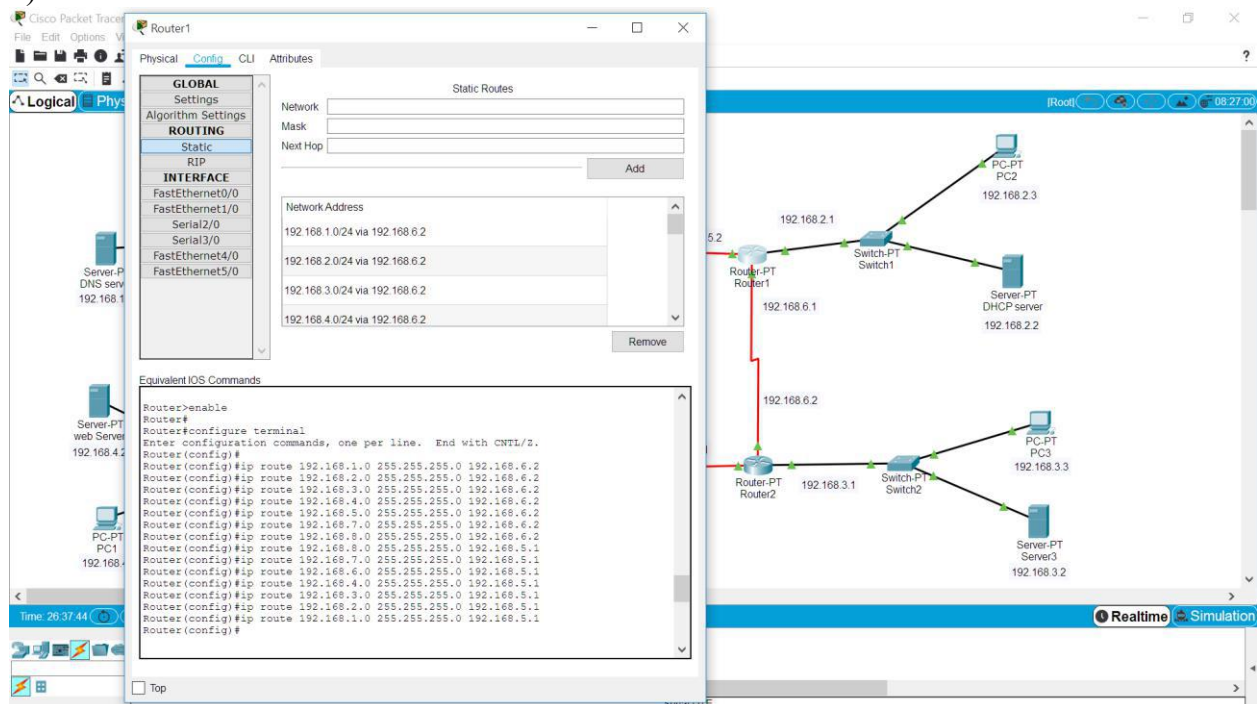 Cisco Packet Tracer
File Edit Options
Logical
[Root]
08:27:00
?
Router1
Physical Config CLI Attributes
GLOBAL
Settings
Algorithm Settings
ROUTING
Static
RIP
INTERFACE
FastEthernet0/0
FastEthernet1/0
Serial2/0
Serial3/0
FastEthernet4/0
FastEthernet5/0
Static Routes
Network
Mask
Next Hop
Add
Network Address
192.168.1.0/24 via 192.168.6.2
192.168.2.0/24 via 192.168.6.2
192.168.3.0/24 via 192.168.6.2
192.168.4.0/24 via 192.168.6.2
Remove
Equivalent IOS Commands
Router>enable
Router#
Router#configure terminal
Enter configuration commands, one per line. End with CNTL/Z.
Router(config)#
Router(config)#ip route 192.168.1.0 255.255.255.0 192.168.6.2
Router(config)#ip route 192.168.2.0 255.255.255.0 192.168.6.2
Router(config)#ip route 192.168.3.0 255.255.255.0 192.168.6.2
Router(config)#ip route 192.168.4.0 255.255.255.0 192.168.6.2
Router(config)#ip route 192.168.5.0 255.255.255.0 192.168.6.2
Router(config)#ip route 192.168.7.0 255.255.255.0 192.168.6.2
Router(config)#ip route 192.168.8.0 255.255.255.0 192.168.6.2
Router(config)#ip route 192.168.8.0 255.255.255.0 192.168.5.1
Router(config)#ip route 192.168.7.0 255.255.255.0 192.168.5.1
Router(config)#ip route 192.168.6.0 255.255.255.0 192.168.5.1
Router(config)#ip route 192.168.4.0 255.255.255.0 192.168.5.1
Router(config)#ip route 192.168.3.0 255.255.255.0 192.168.5.1
Router(config)#ip route 192.168.2.0 255.255.255.0 192.168.5.1
Router(config)#ip route 192.168.1.0 255.255.255.0 192.168.5.1
Router(config)#
Top
DNS
192.168.1
Server-PT
web Server
192.168.4.2
PC-PT
PC1
192.168.
PC-PT
PC2
192.168.2.3
192.168.2.1
5.2
Router-PT
Router1
Switch-PT
Switch1
Server-PT
DHCP server
192.168.2.2
192.168.6.1
192.168.6.2
PC-PT
PC3
192.168.3.3
Router-PT
Router2
192.168.3.1
Switch-PT
Switch2
Server-PT
Server3
192.168.3.2
Time: 26:37:44
Realtime
Simulation